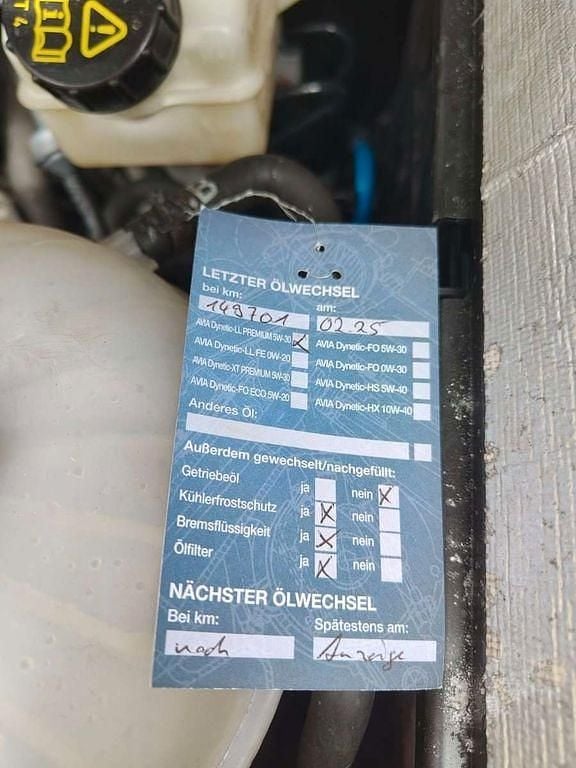 DOT 4
LETZTER ÖLWECHSEL
bei km: am:
149701 02.25
AVIA Dynetic-LL PREMIUM 5W-30 X AVIA Dynetic-FO 5W-30
AVIA Dynetic-LL FE 0W-20 AVIA Dynetic-FO 0W-30
AVIA Dynetic-XT PREMIUM 5W-30 AVIA Dynetic-HS 5W-40
AVIA Dynetic-FO ECO 5W-20 AVIA Dynetic-HX 10W-40
Anderes Öl:
Außerdem gewechselt/nachgefüllt:
Getriebeöl ja nein X
Kühlerfrostschutz ja X nein
Bremsflüssigkeit ja X nein
Ölfilter ja X nein
NÄCHSTER ÖLWECHSEL
Bei km: Spätestens am:
nach Anzeige